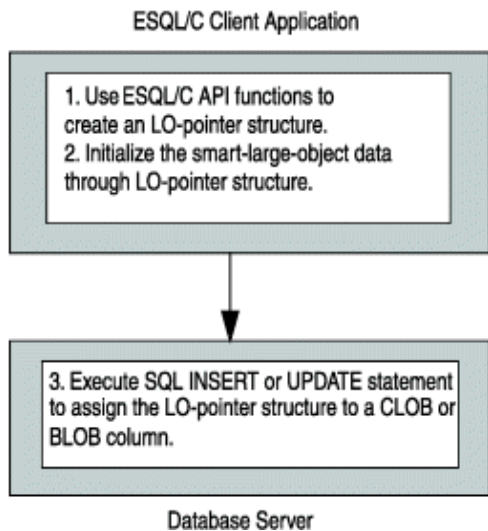 ESQL/C Client Application
1. Use ESQL/C API functions to
create an LO-pointer structure.
2. Initialize the smart-large-object data
through LO-pointer structure.
3. Execute SQL INSERT or UPDATE statement
to assign the LO-pointer structure to a CLOB or
BLOB column.
Database Server